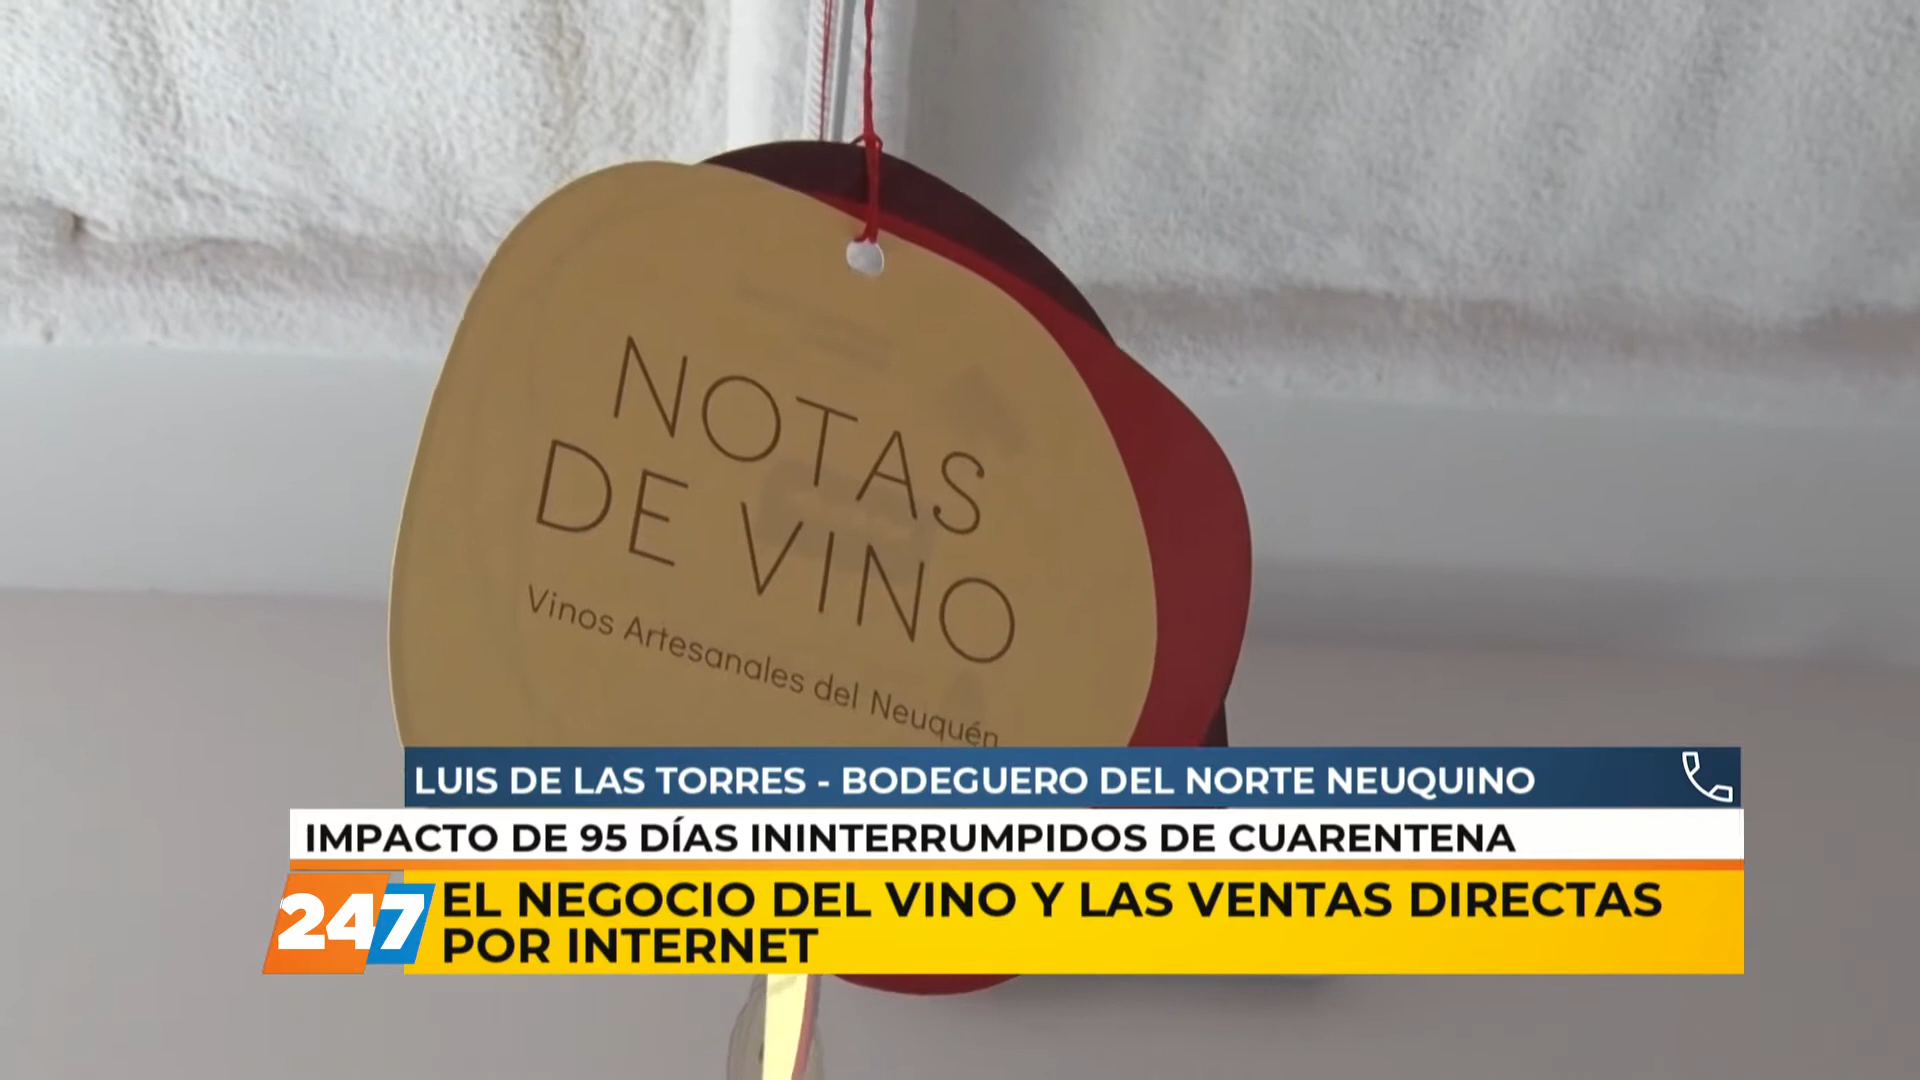 NOTAS
DE VINO
Vinos Artesanales del Neuquén
LUIS DE LAS TORRES - BODEGUERO DEL NORTE NEUQUINO
IMPACTO DE 95 DÍAS ININTERRUMPIDOS DE CUARENTENA
247
EL NEGOCIO DEL VINO Y LAS VENTAS DIRECTAS
POR INTERNET